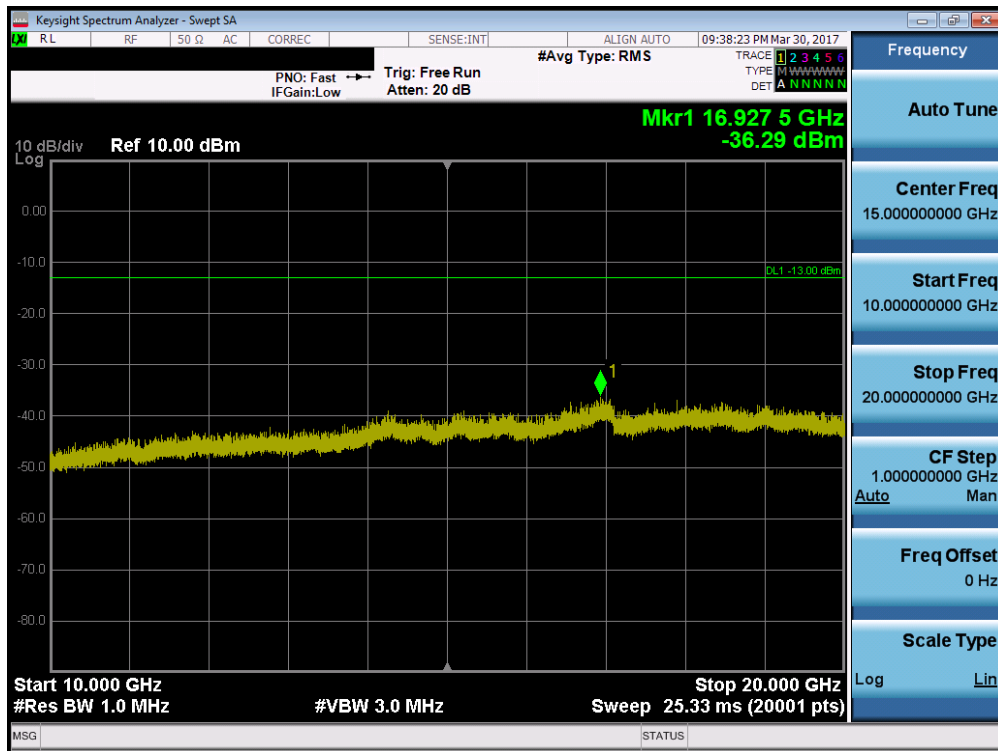 Keysight Spectrum Analyzer - Swept SA
LXI RL RF 50 Ω AC CORREC SENSE:INT ALIGN AUTO 09:38:23 PM Mar 30, 2017
#Avg Type: RMS
TRACE 1 2 3 4 5 6
PNO: Fast Trig: Free Run TYPE M WWWWW
IFGain:Low Atten: 20 dB DET A N N N N N
Mkr1 16.927 5 GHz
-36.29 dBm
10 dB/div Ref 10.00 dBm
Log
0.00
-10.0
DL1 -13.00 dBm
-20.0
-30.0
1
-40.0
-50.0
-60.0
-70.0
-80.0
Start 10.000 GHz Stop 20.000 GHz
#Res BW 1.0 MHz #VBW 3.0 MHz Sweep 25.33 ms (20001 pts)
MSG STATUS
Frequency
Auto Tune
Center Freq
15.000000000 GHz
Start Freq
10.000000000 GHz
Stop Freq
20.000000000 GHz
CF Step
1.000000000 GHz
Auto Man
Freq Offset
0 Hz
Scale Type
Log Lin